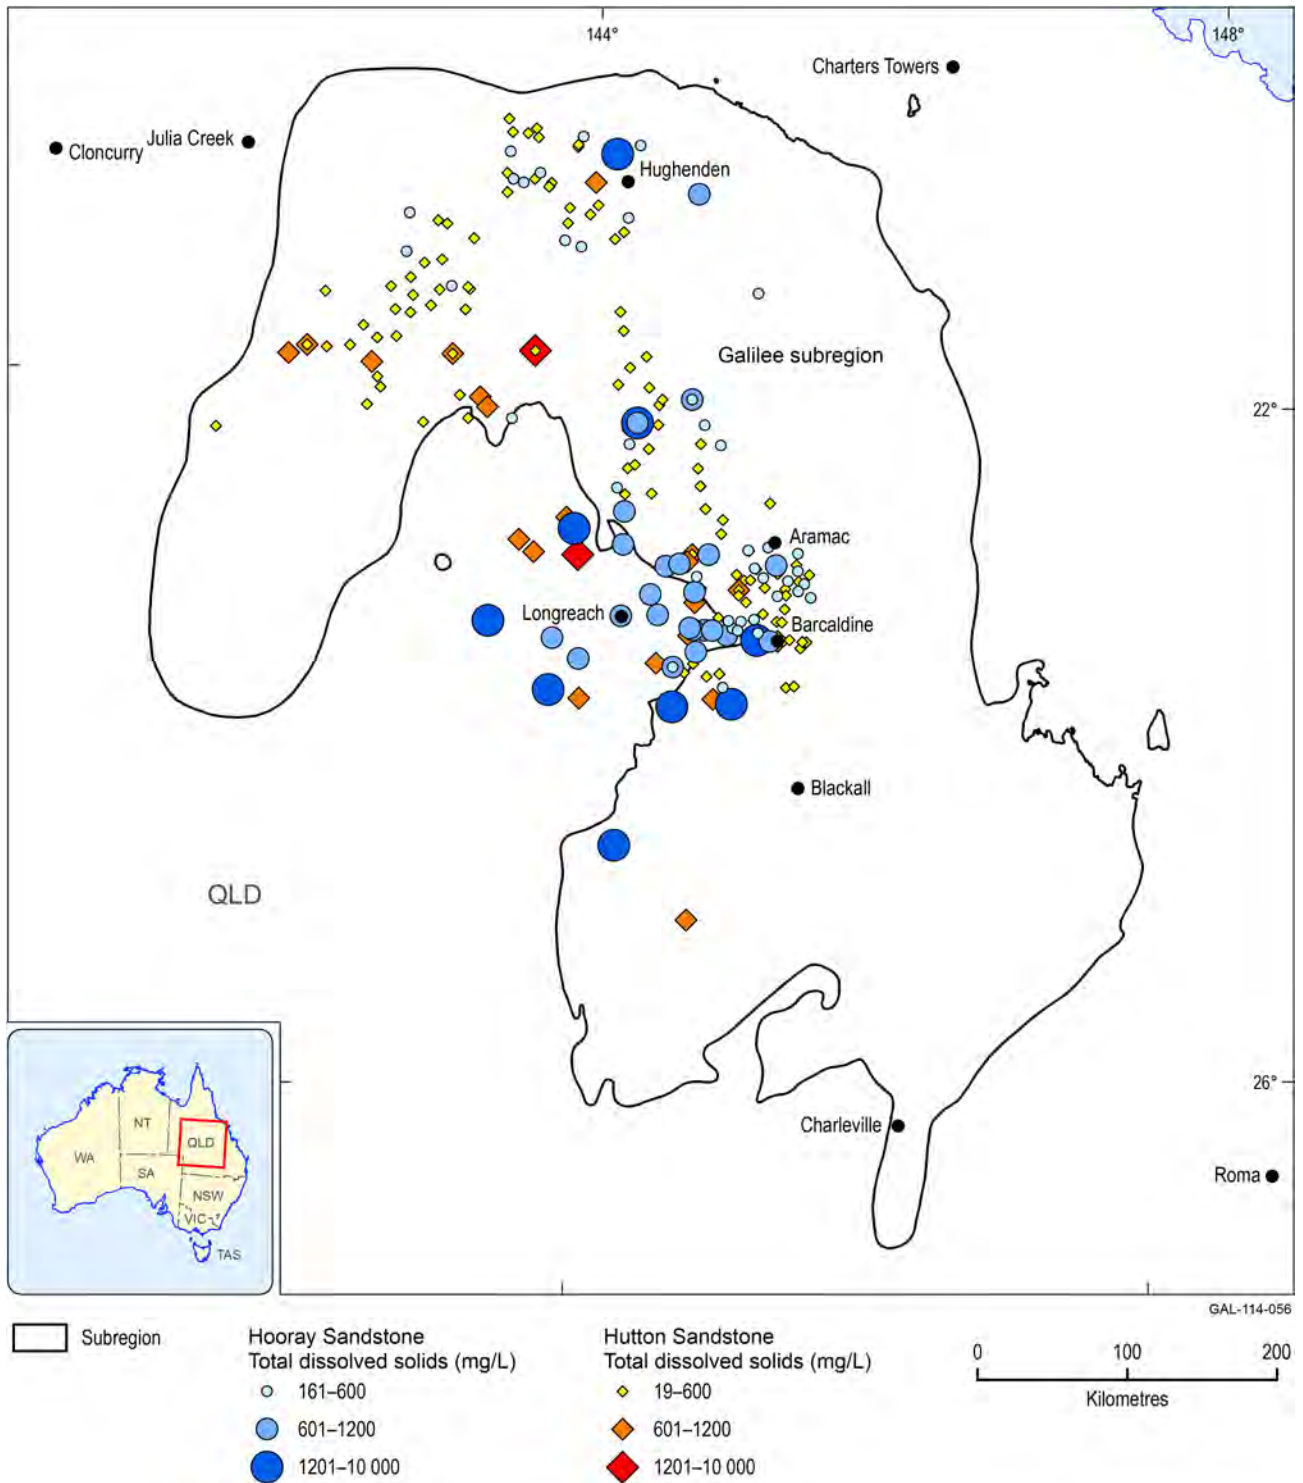 144°
148°
Charters Towers
Julia Creek
Cloncurry
Hughenden
Galilee subregion
22°
Aramac
Longreach
Barcaldine
Blackall
QLD
26°
Charleville
Roma
NT
QLD
WA
SA
NSW
VIC
TAS
GAL-114-056
Subregion
Hooray Sandstone
Total dissolved solids (mg/L)
161–600
601–1200
1201–10 000
Hutton Sandstone
Total dissolved solids (mg/L)
19–600
601–1200
1201–10 000
0 100 200
Kilometres